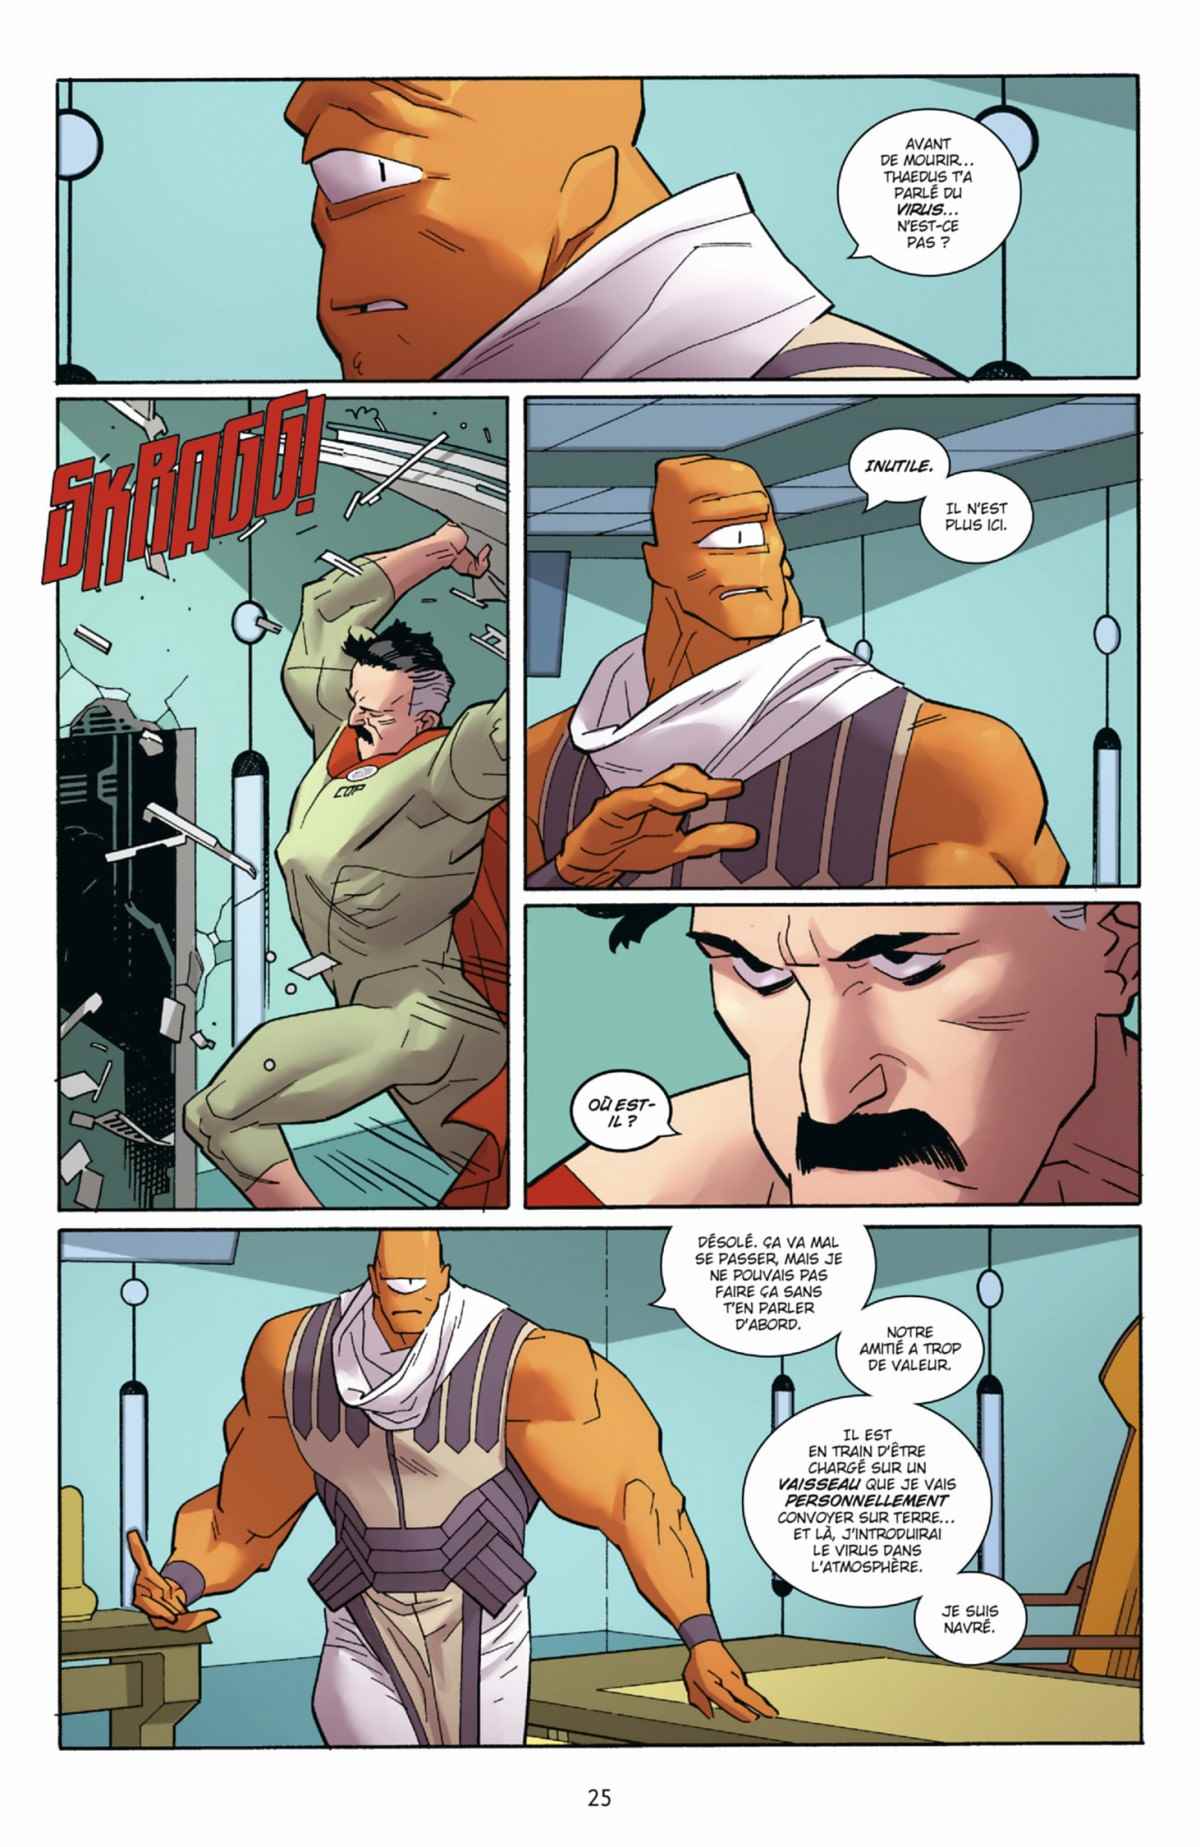 AVANT
DE MOURIR...
THAEDUS T'A
PARLÉ DU
VIRUS...
N'EST-CE
PAS ?
SKRAGG!
COP
INUTILE.
IL N'EST
PLUS ICI.
OÙ EST-
IL ?
DÉSOLÉ. ÇA VA MAL
SE PASSER, MAIS JE
NE POUVAIS PAS
FAIRE ÇA SANS
T'EN PARLER
D'ABORD.
NOTRE
AMITIÉ A TROP
DE VALEUR.
IL EST
EN TRAIN D'ÊTRE
CHARGÉ SUR UN
VAISSEAU QUE JE VAIS
PERSONNELLEMENT
CONVOYER SUR TERRE...
ET LÀ, J'INTRODUIRAI
LE VIRUS DANS
L'ATMOSPHÈRE.
JE SUIS
NAVRÉ.
25